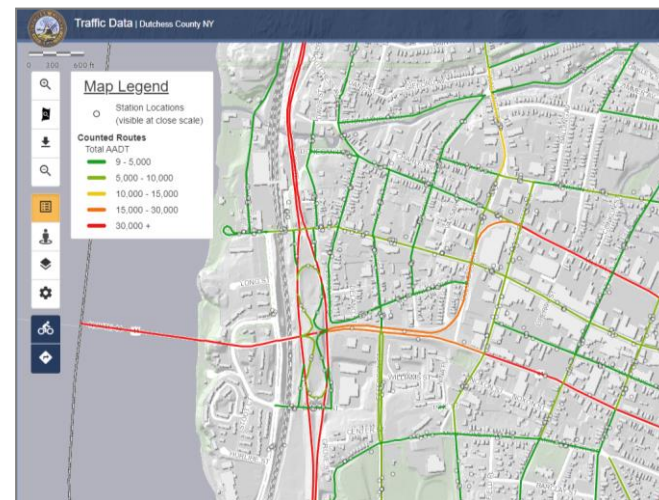 Traffic Data | Dutchess County NY
0 300 600 ft
Map Legend
Station Locations
(visible at close scale)
Counted Routes
Total AADT
9 - 5,000
5,000 - 10,000
10,000 - 15,000
15,000 - 30,000
30,000 +